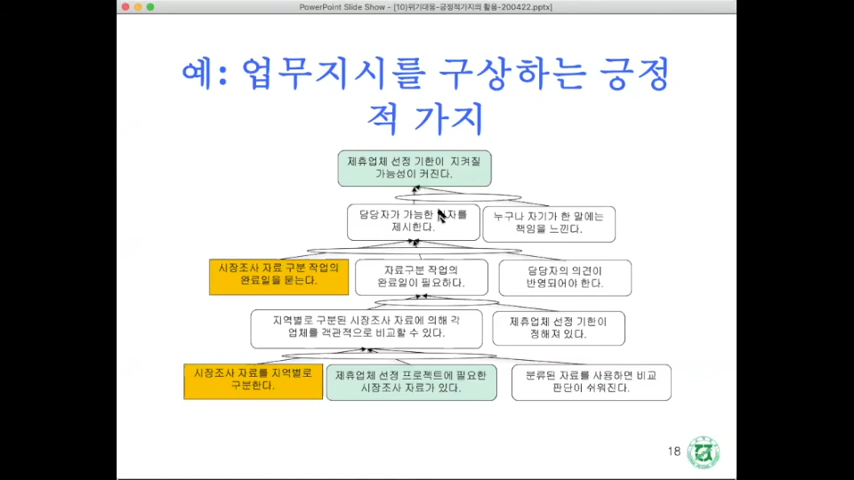 PowerPoint Slide Show - [10)위기대응-긍정적가지의 활용-200422.pptx]
예: 업무지시를 구상하는 긍정
적 가지
제휴업체 선정 기한이 지켜질
가능성이 커진다.
담당자가 가능한 를
제시한다.
누구나 자기가 한 말에는
책임을 느낀다.
시장조사 자료 구분 작업의
완료일을 묻는다.
자료구분 작업의
완료일이 필요하다.
담당자의 의견이
반영되어야 한다.
지역별로 구분된 시장조사 자료에 의해 각
업체를 객관적으로 비교할 수 있다.
제휴업체 선정 기한이
정해져 있다.
시장조사 자료를 지역별로
구분한다.
제휴업체 선정 프로젝트에 필요한
시장조사 자료가 있다.
분류된 자료를 사용하면 비교
판단이 쉬워진다.
18